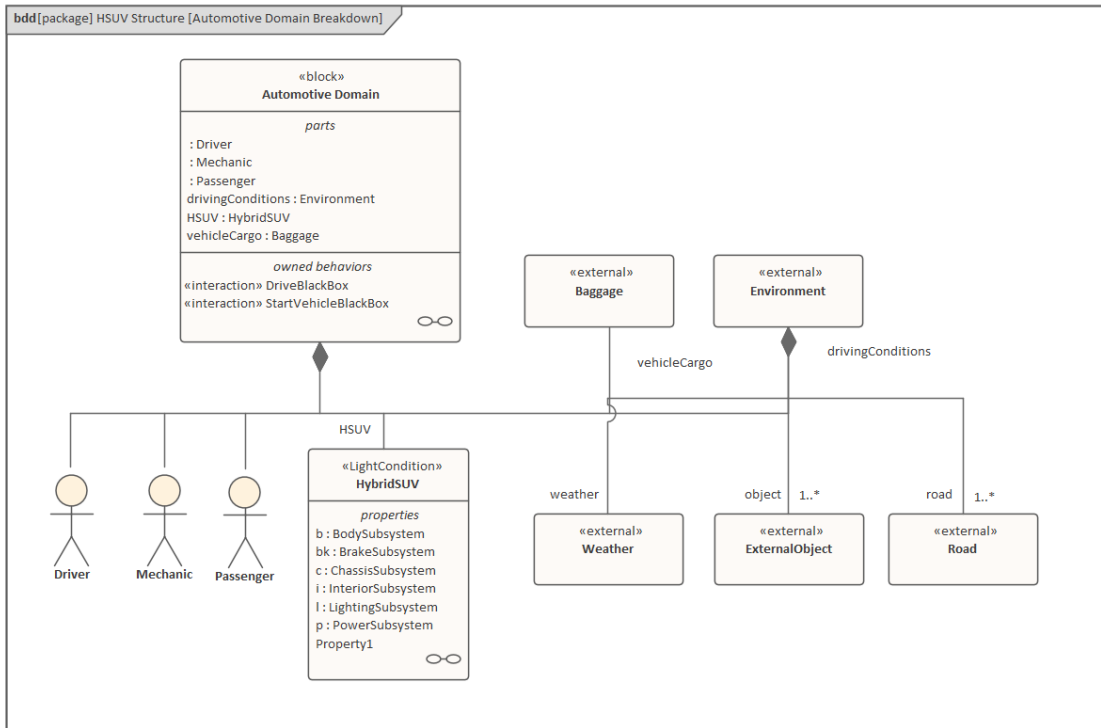 bdd [package] HSUV Structure [Automotive Domain Breakdown]
«block»
Automotive Domain
parts
: Driver
: Mechanic
: Passenger
drivingConditions : Environment
HSUV : HybridSUV
vehicleCargo : Baggage
owned behaviors
«interaction» DriveBlackBox
«interaction» StartVehicleBlackBox
«external»
Baggage
«external»
Environment
vehicleCargo
drivingConditions
HSUV
Driver
Mechanic
Passenger
«LightCondition»
HybridSUV
properties
b : BodySubsystem
bk : BrakeSubsystem
c : ChassisSubsystem
i : InteriorSubsystem
l : LightingSubsystem
p : PowerSubsystem
Property1
weather
object
1..*
road
1..*
«external»
Weather
«external»
ExternalObject
«external»
Road